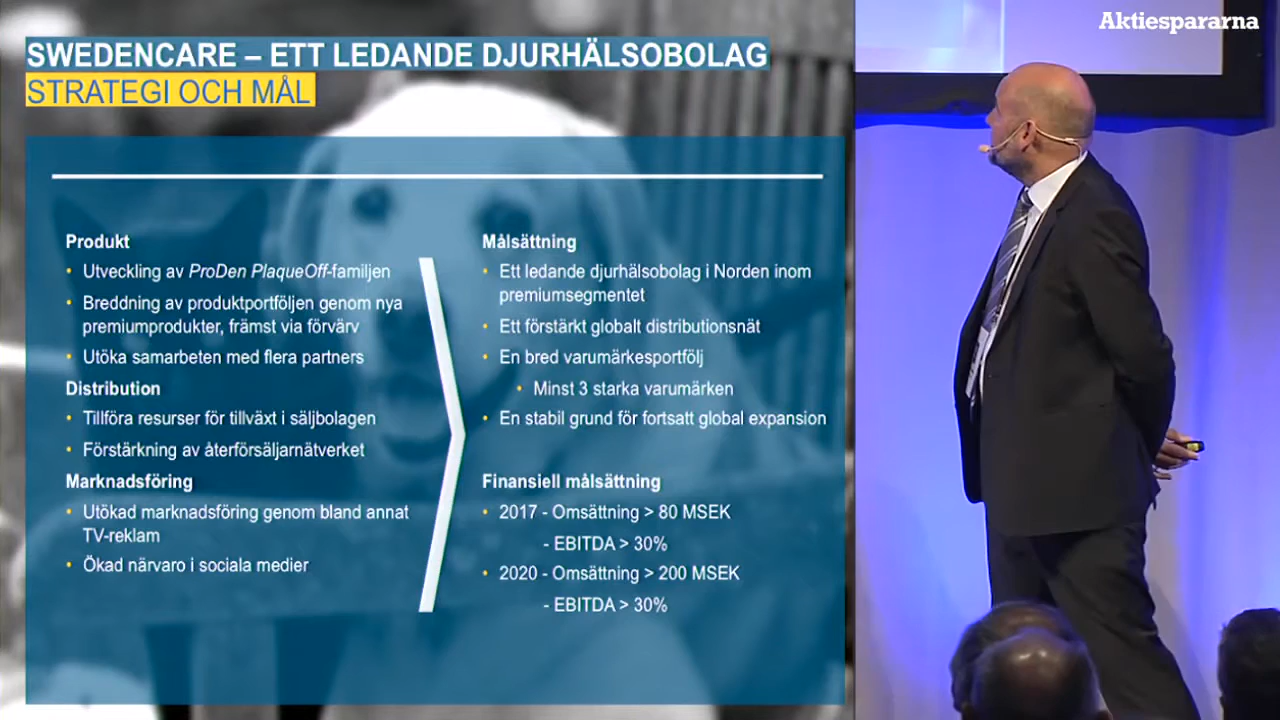 Aktiespararna
SWEDENCARE – ETT LEDANDE DJURHÄLSOBOLAG
STRATEGI OCH MÅL
Produkt
• Utveckling av ProDen PlaqueOff-familjen
• Breddning av produktportföljen genom nya
premiumprodukter, främst via förvärv
• Utöka samarbeten med flera partners
Distribution
• Tillföra resurser för tillväxt i säljbolagen
• Förstärkning av återförsäljarnätverket
Marknadsföring
• Utökad marknadsföring genom bland annat
TV-reklam
• Ökad närvaro i sociala medier
Målsättning
• Ett ledande djurhälsobolag i Norden inom
premiumsegmentet
• Ett förstärkt globalt distributionsnät
• En bred varumärkesportfölj
• Minst 3 starka varumärken
• En stabil grund för fortsatt global expansion
Finansiell målsättning
• 2017 - Omsättning > 80 MSEK
- EBITDA > 30%
• 2020 - Omsättning > 200 MSEK
- EBITDA > 30%